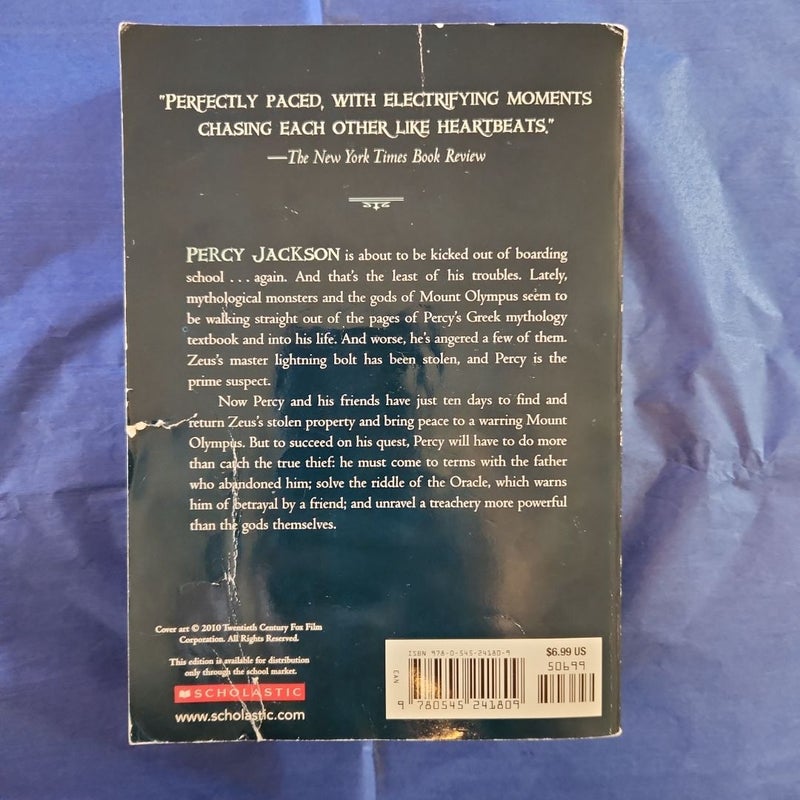 "PERFECTLY PACED, WITH ELECTRIFYING MOMENTS
CHASING EACH OTHER LIKE HEARTBEATS."
—The New York Times Book Review
PERCY JACKSON is about to be kicked out of boarding
school . . . again. And that's the least of his troubles. Lately,
mythological monsters and the gods of Mount Olympus seem to
be walking straight out of the pages of Percy's Greek mythology
textbook and into his life. And worse, he's angered a few of them.
Zeus's master lightning bolt has been stolen, and Percy is the
prime suspect.
Now Percy and his friends have just ten days to find and
return Zeus's stolen property and bring peace to a warring Mount
Olympus. But to succeed on his quest, Percy will have to do more
than catch the true thief: he must come to terms with the father
who abandoned him; solve the riddle of the Oracle, which warns
him of betrayal by a friend; and unravel a treachery more powerful
than the gods themselves.
Cover art © 2010 Twentieth Century Fox Film
Corporation. All Rights Reserved.
This edition is available for distribution
only through the school market.
SCHOLASTIC
www.scholastic.com
ISBN 978-0-545-24180-9
$6.99 US
50699
EAN
9 780545 241809